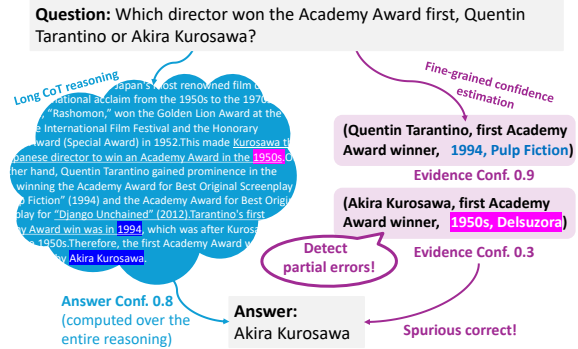 Question: Which director won the Academy Award first, Quentin
Tarantino or Akira Kurosawa?
Long CoT reasoning
Japan's most renowned film
national acclaim from the 1950s to the 1970
"Rashomon," won the Golden Lion Award at the
International Film Festival and the Honorary
Award (Special Award) in 1952.This made Kurosawa
director to win an Academy Award in the 1950s.
her hand, Quentin Tarantino gained prominence in the
winning the Academy Award for Best Original Screenplay
Fiction" (1994) and the Academy Award for Best
play for "Django Unchained" (2012).Tarantino's first
Award win was in 1994, which was after
1950s.Therefore, the first Academy Award
Akira Kurosawa.
Fine-grained confidence
estimation
(Quentin Tarantino, first Academy
Award winner, 1994, Pulp Fiction)
Evidence Conf. 0.9
(Akira Kurosawa, first Academy
Award winner, 1950s, Delsuzora)
Evidence Conf. 0.3
Detect
partial errors!
Answer Conf. 0.8
(computed over the
entire reasoning)
Answer:
Akira Kurosawa
Spurious correct!